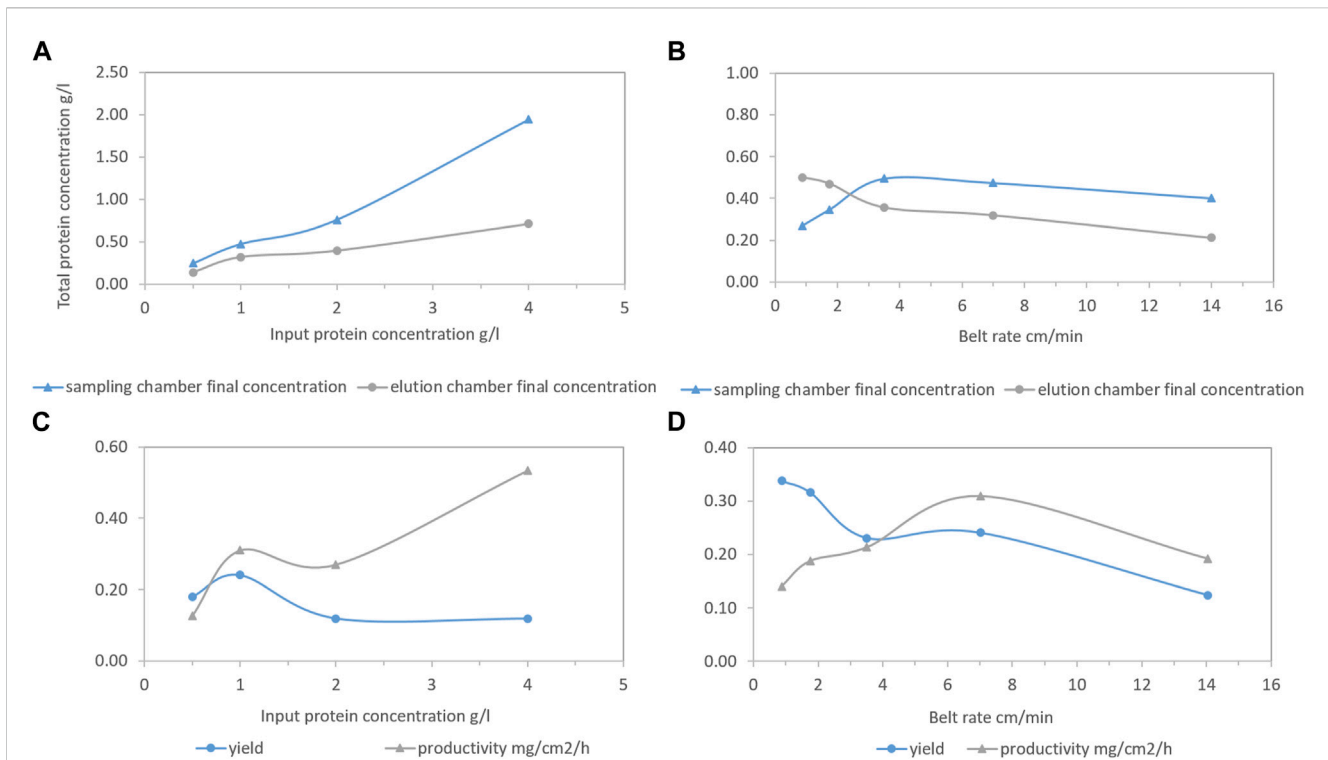 A
Total protein concentration g/l
2.50
2.00
1.50
1.00
0.50
0.00
0 1 2 3 4 5
Input protein concentration g/l
sampling chamber final concentration elution chamber final concentration
B
1.00
0.80
0.60
0.40
0.20
0.00
0 2 4 6 8 10 12 14 16
Belt rate cm/min
sampling chamber final concentration elution chamber final concentration
C
0.60
0.40
0.20
0.00
0 1 2 3 4 5
Input protein concentration g/l
yield productivity mg/cm2/h
D
0.40
0.30
0.20
0.10
0.00
0 2 4 6 8 10 12 14 16
Belt rate cm/min
yield productivity mg/cm2/h